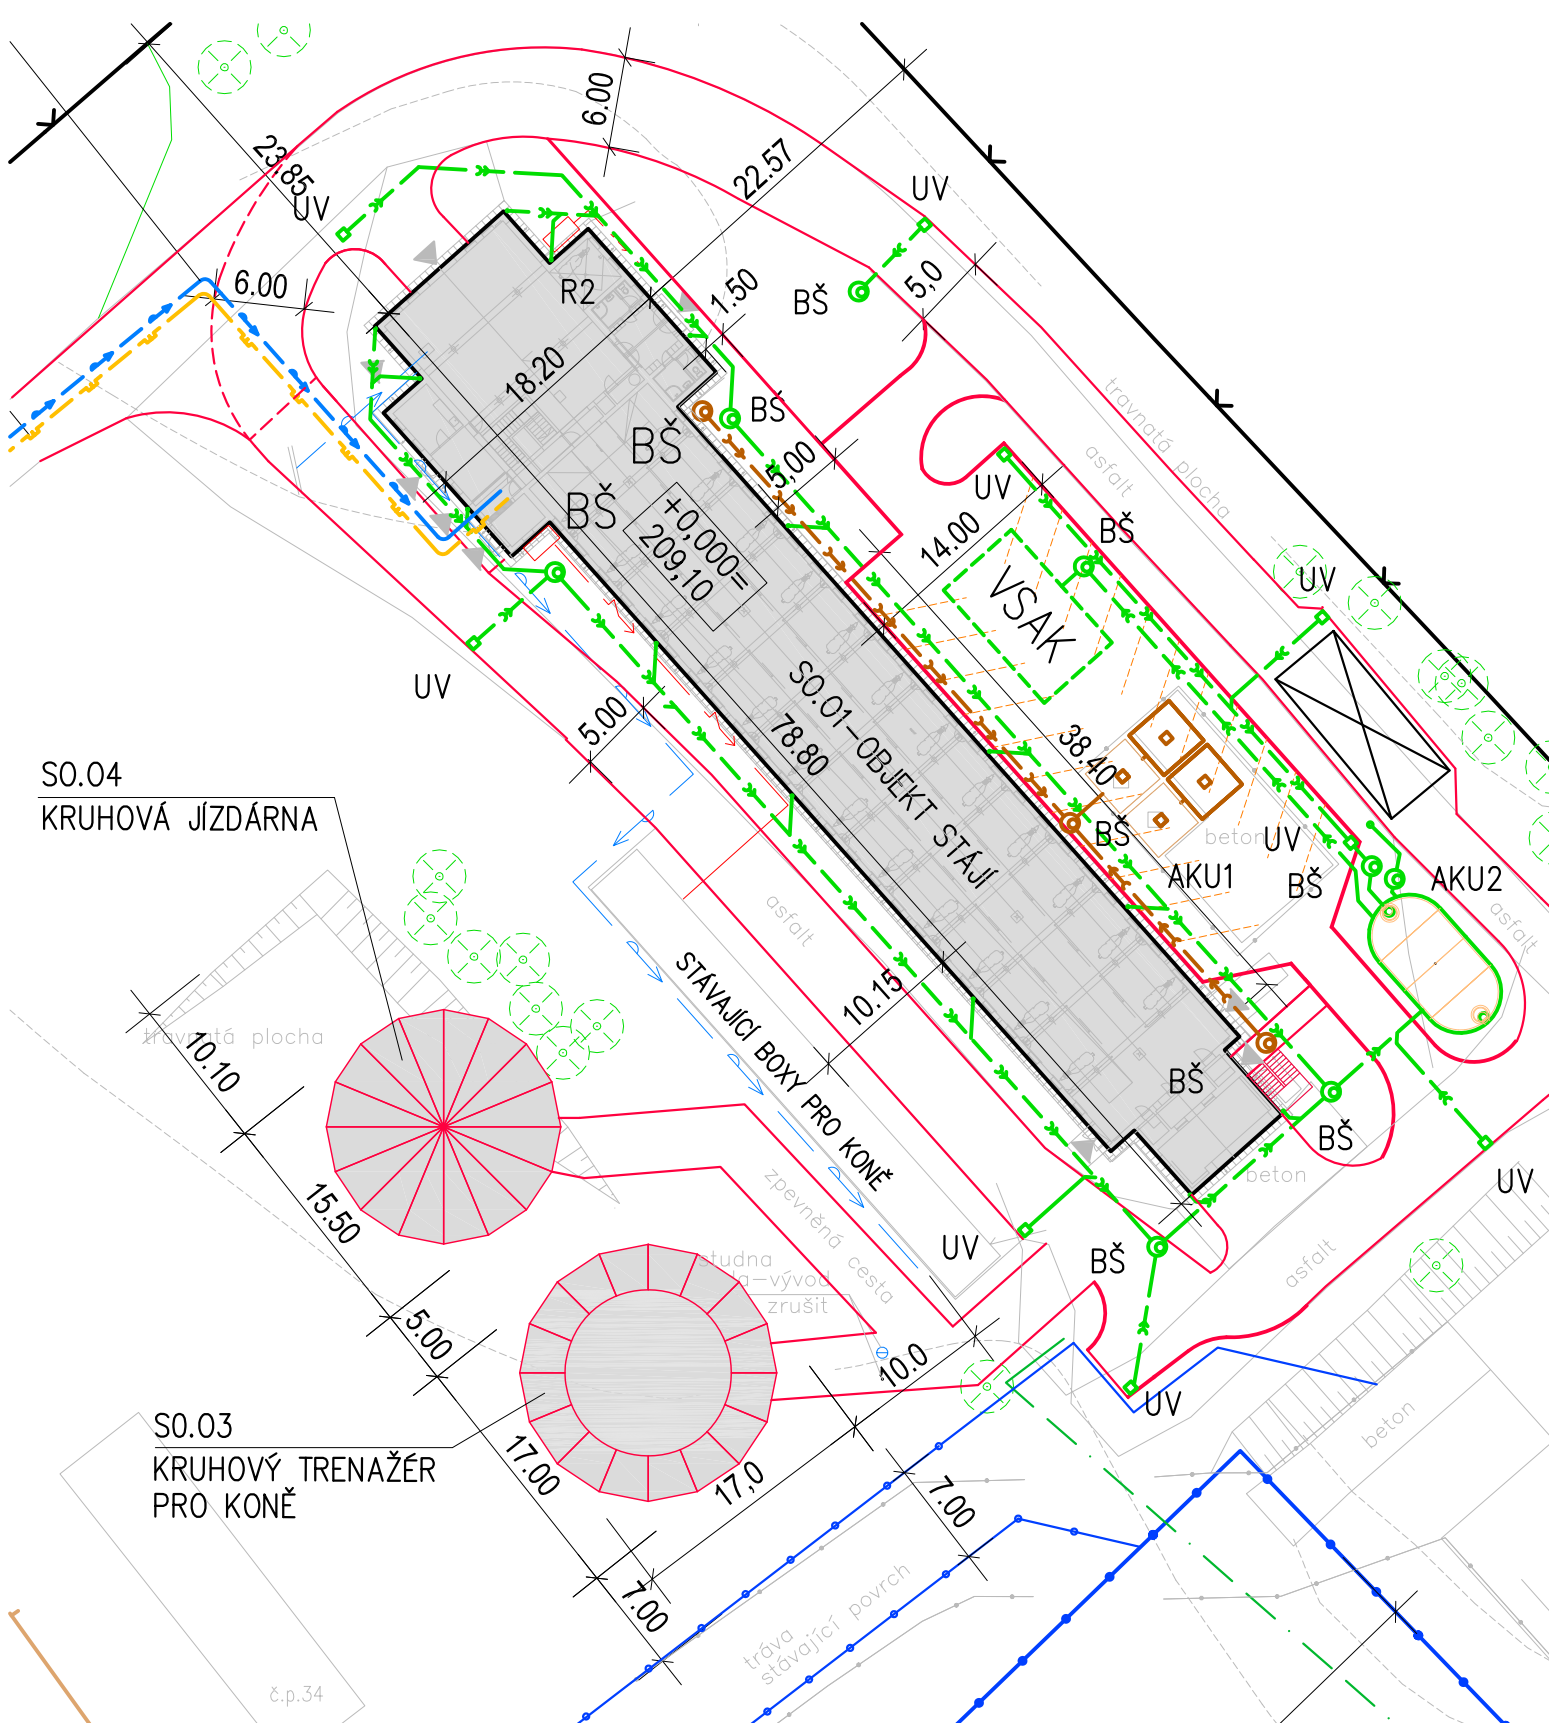 6.00
23.85
UV
22.57
UV
6.00
R2
1.50
BŠ
5,0
18.20
BŠ
BŠ
5,00
BŠ
+0,000=
209,10
travnatá plocha
asfalt
UV
14.00
BŠ
UV
VSAK
UV
5.00
SO.01-OBJEKT STÁJÍ
78.80
38.40
BŠ
beton
UV
AKU1
BŠ
AKU2
asfalt
SO.04
KRUHOVÁ JÍZDÁRNA
asfalt
STÁVAJÍCÍ BOXY PRO KONĚ
10.15
travnatá plocha
10.10
BŠ
BŠ
beton
UV
15.50
zpevněná cesta
UV
BŠ
asfalt
studna
voda-vývod
zrušit
5.00
10.0
UV
beton
SO.03
KRUHOVÝ TRENAŽÉR
PRO KONĚ
17.00
17,0
7.00
7.00
tráva
stávající povrch
č.p.34